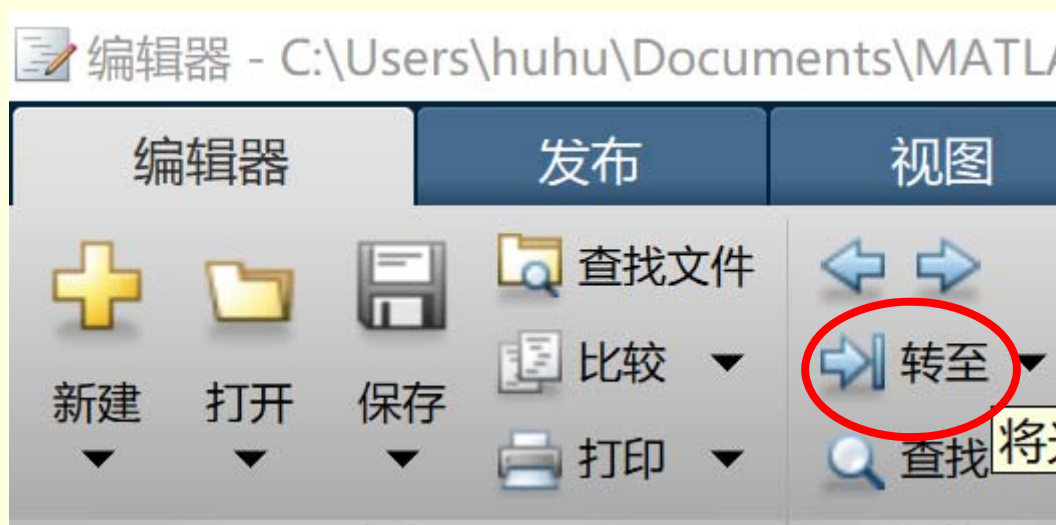 编辑器 - C:\Users\huhu\Documents\MATLA
编辑器 发布 视图
新建 打开 保存
查找文件
比较
打印
转至
查找
将